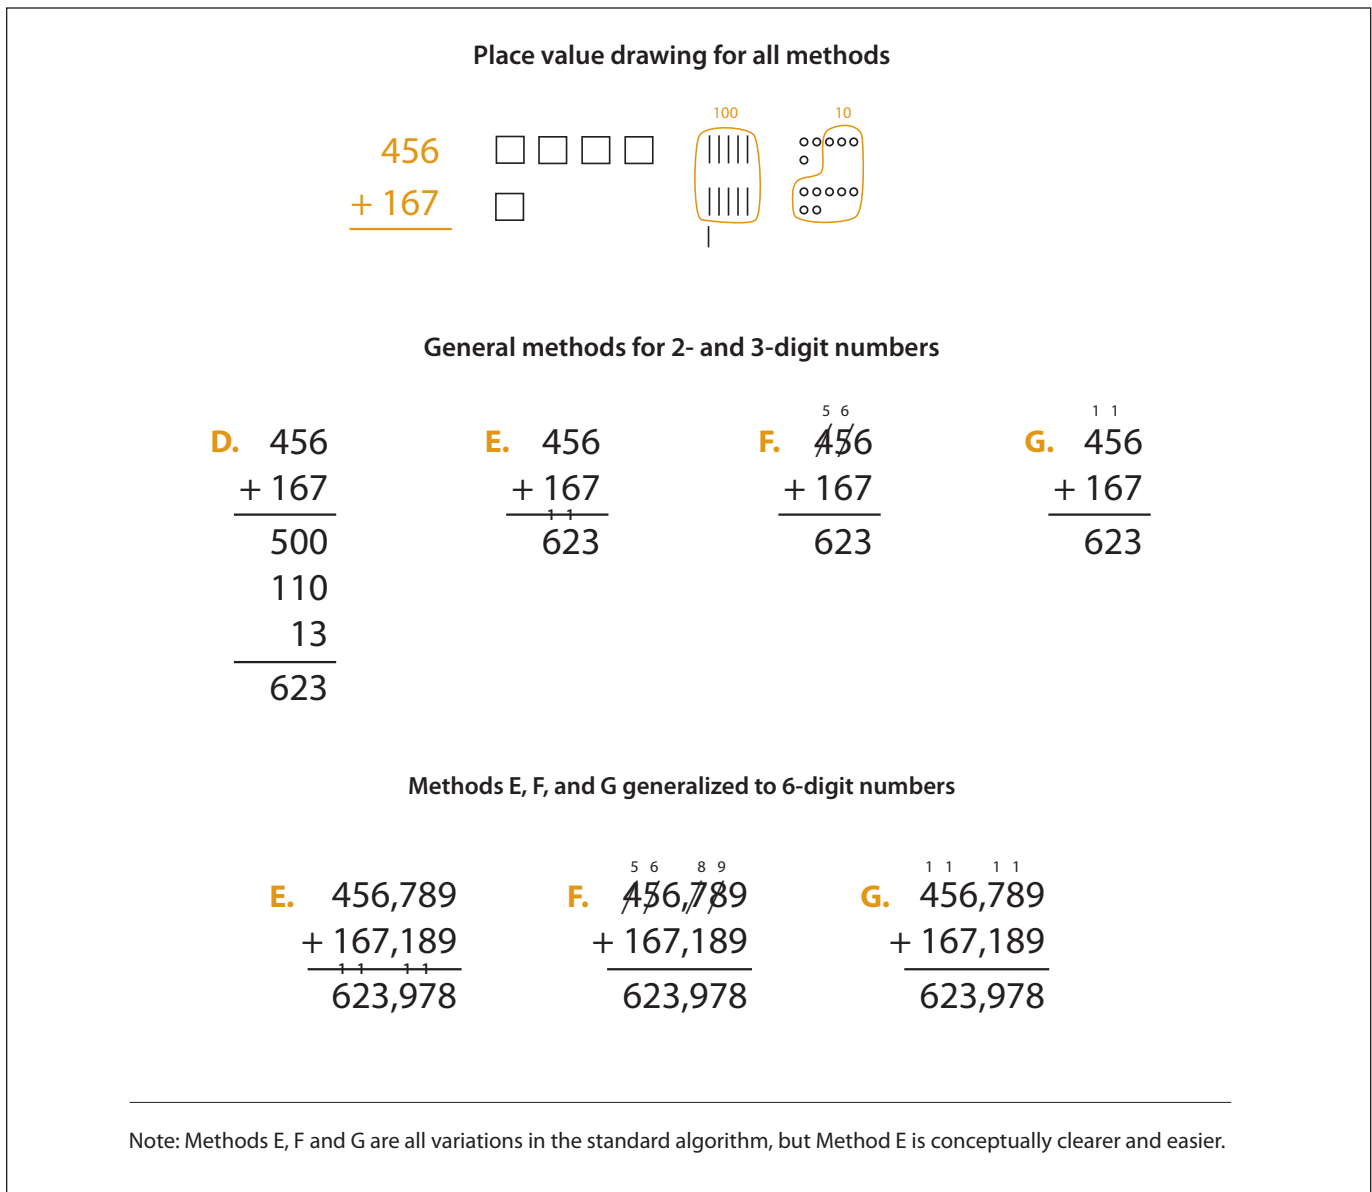 Place value drawing for all methods
100 10
456
+ 167
General methods for 2- and 3-digit numbers
D. 456
+ 167
500
110
13
623
E. 456
+ 167
1 1
623
F. 5 6
456
+ 167
623
G. 1 1
456
+ 167
623
Methods E, F, and G generalized to 6-digit numbers
E. 456,789
+ 167,189
1 1 1 1
623,978
F. 5 6 8 9
456,789
+ 167,189
623,978
G. 1 1 1 1
456,789
+ 167,189
623,978
Note: Methods E, F and G are all variations in the standard algorithm, but Method E is conceptually clearer and easier.